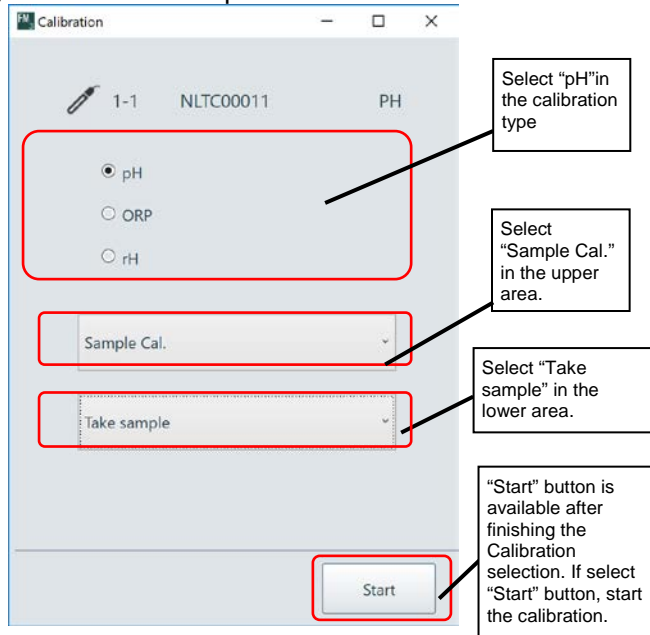 FM
Calibration
1-1 NLTC00011 PH
pH
ORP
rH
Sample Cal.
Take sample
Start
Select “pH”in
the calibration
type
Select
“Sample Cal.”
in the upper
area.
Select “Take
sample” in the
lower area.
“Start” button is
available after
finishing the
Calibration
selection. If select
“Start” button, start
the calibration.